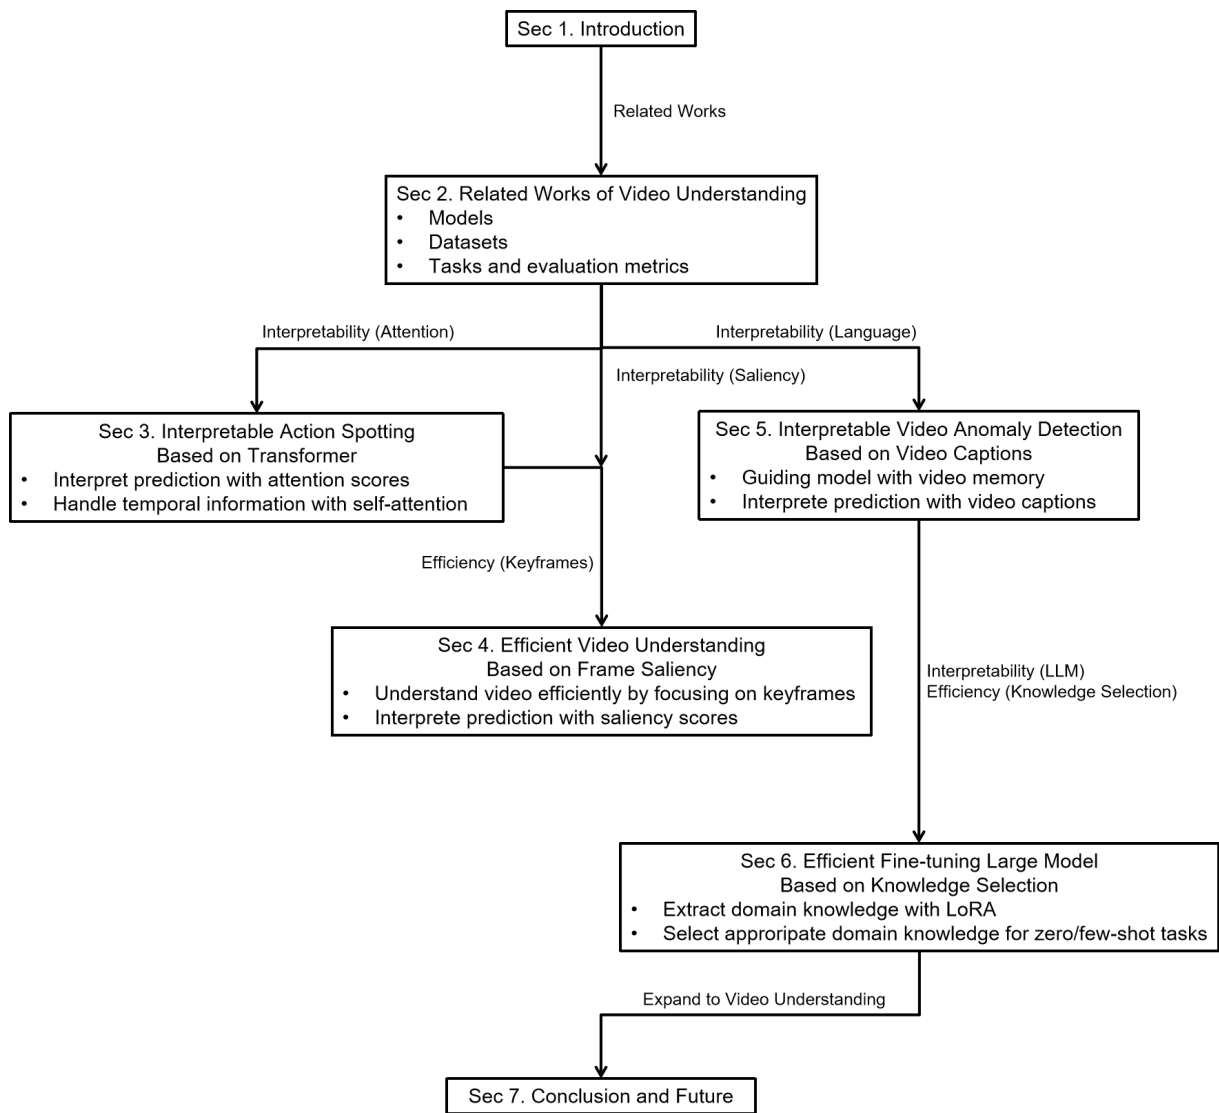 Sec 1. Introduction
Related Works
Sec 2. Related Works of Video Understanding
• Models
• Datasets
• Tasks and evaluation metrics
Interpretability (Attention)
Interpretability (Language)
Interpretability (Saliency)
Sec 3. Interpretable Action Spotting
Based on Transformer
• Interpret prediction with attention scores
• Handle temporal information with self-attention
Sec 5. Interpretable Video Anomaly Detection
Based on Video Captions
• Guiding model with video memory
• Interprete prediction with video captions
Efficiency (Keyframes)
Sec 4. Efficient Video Understanding
Based on Frame Saliency
• Understand video efficiently by focusing on keyframes
• Interprete prediction with saliency scores
Interpretability (LLM)
Efficiency (Knowledge Selection)
Sec 6. Efficient Fine-tuning Large Model
Based on Knowledge Selection
• Extract domain knowledge with LoRA
• Select approripate domain knowledge for zero/few-shot tasks
Expand to Video Understanding
Sec 7. Conclusion and Future